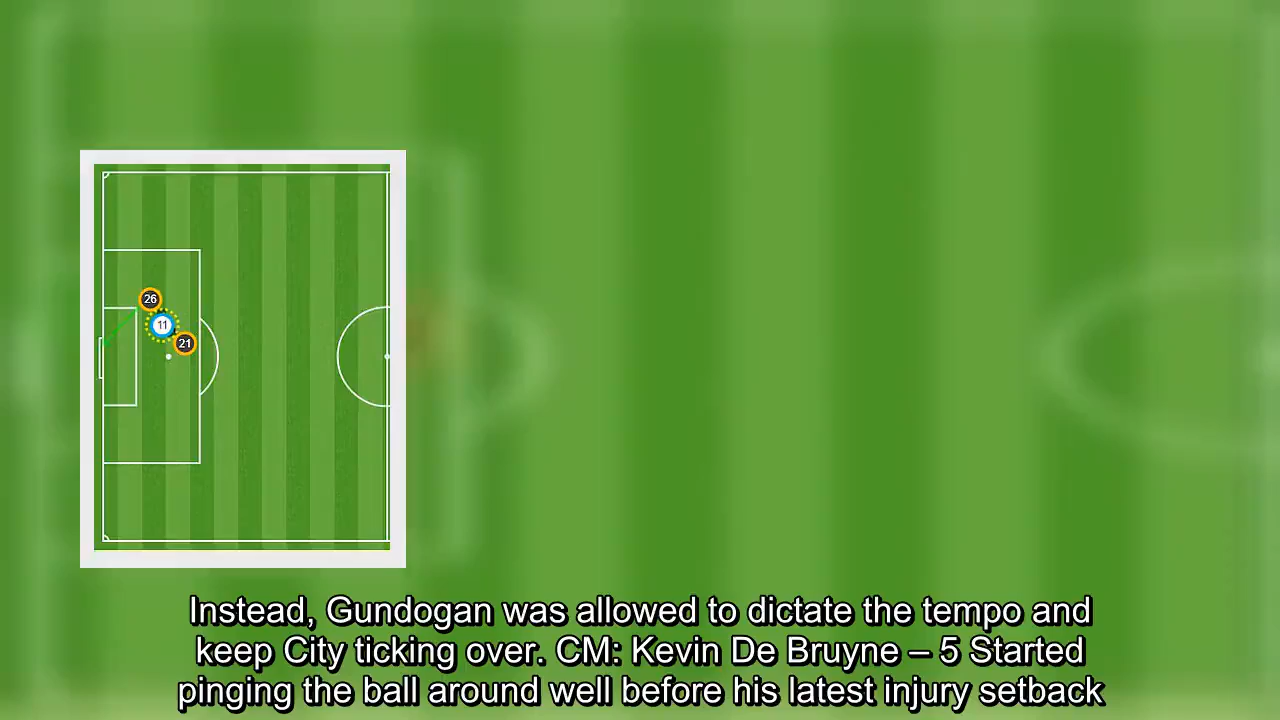 26
11
21
Instead, Gundogan was allowed to dictate the tempo and
keep City ticking over. CM: Kevin De Bruyne – 5 Started
pinging the ball around well before his latest injury setback